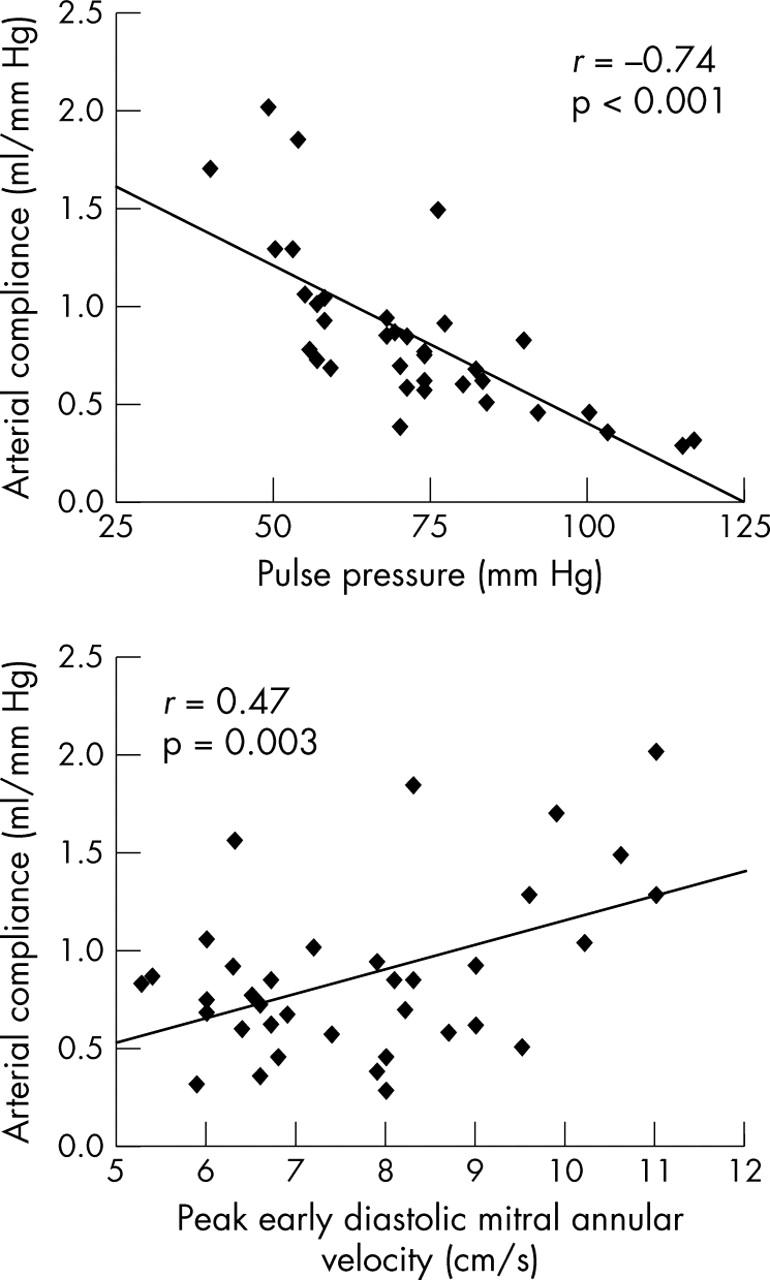 Arterial compliance (ml/mm Hg)
2.5
2.0
1.5
1.0
0.5
0.0
r = –0.74
p < 0.001
25 50 75 100 125
Pulse pressure (mm Hg)
Arterial compliance (ml/mm Hg)
2.5
2.0
1.5
1.0
0.5
0.0
r = 0.47
p = 0.003
5 6 7 8 9 10 11 12
Peak early diastolic mitral annular
velocity (cm/s)